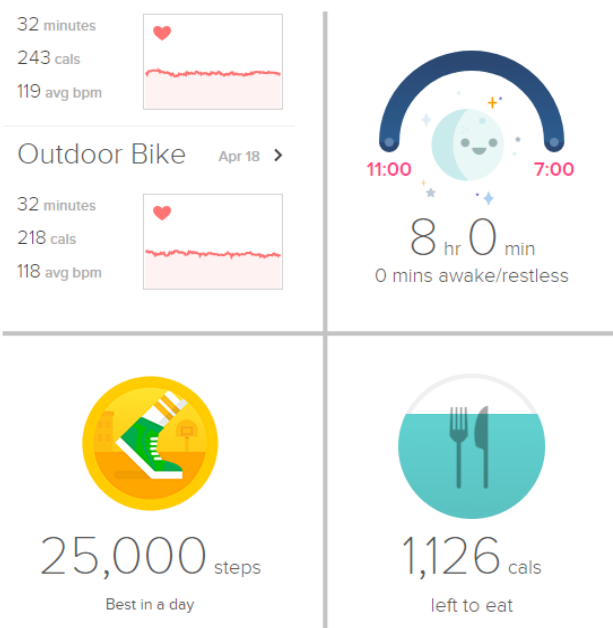 32 minutes
243 cals
119 avg bpm
Outdoor Bike Apr 18
32 minutes
218 cals
118 avg bpm
11:00 7:00
8 hr 0 min
0 mins awake/restless
25,000 steps
Best in a day
1,126 cals
left to eat